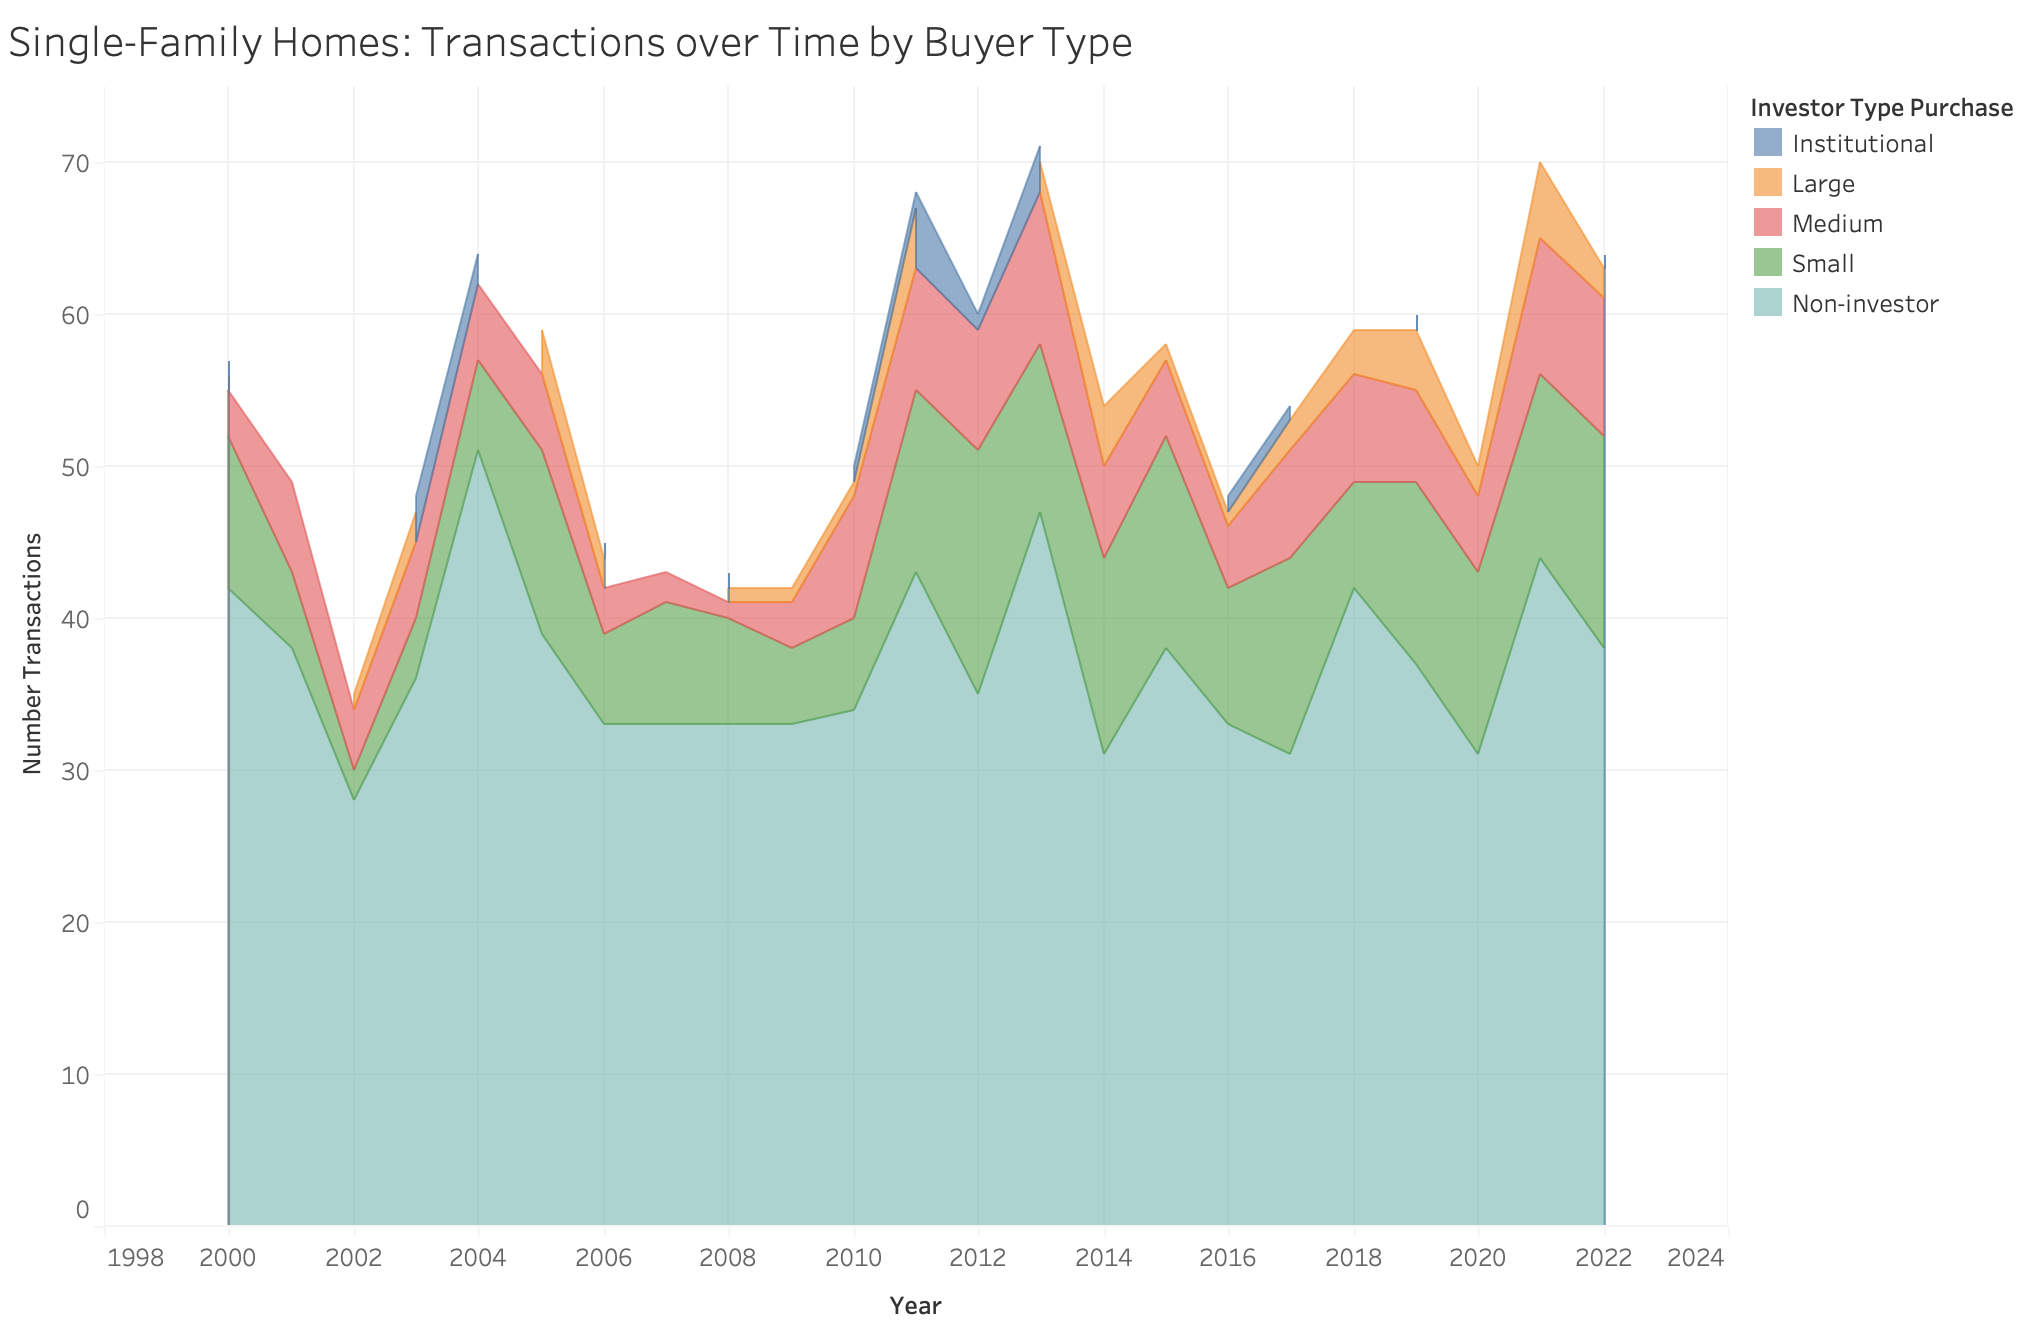 Single-Family Homes: Transactions over Time by Buyer Type
Investor Type Purchase
Institutional
Large
Medium
Small
Non-investor
Number Transactions
70
60
50
40
30
20
10
0
1998 2000 2002 2004 2006 2008 2010 2012 2014 2016 2018 2020 2022 2024
Year